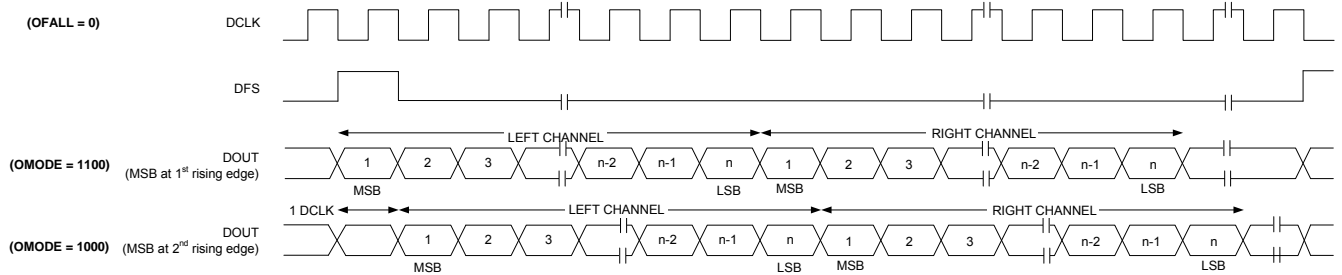 (OFALL = 0) DCLK
DFS
LEFT CHANNEL RIGHT CHANNEL
(OMODE = 1100) DOUT 1 2 3 n-2 n-1 n 1 2 3 n-2 n-1 n
(MSB at 1st rising edge)
MSB LSB MSB LSB
1 DCLK LEFT CHANNEL RIGHT CHANNEL
(OMODE = 1000) DOUT 1 2 3 n-2 n-1 n 1 2 3 n-2 n-1 n
(MSB at 2nd rising edge)
MSB LSB MSB LSB